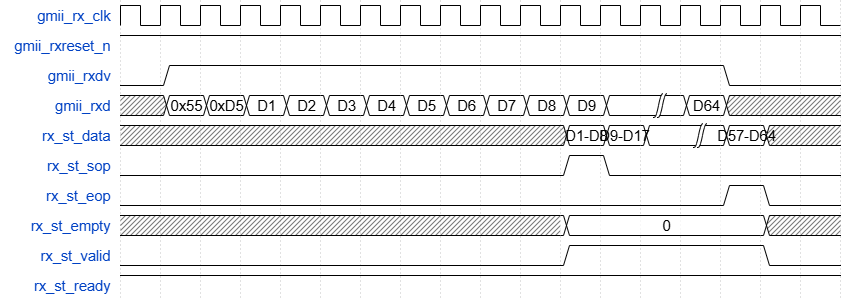 gmii_rx_clk
gmii_rxreset_n
gmii_rxdv
gmii_rxd 0x55 0xD5 D1 D2 D3 D4 D5 D6 D7 D8 D9 D64
rx_st_data D1-D8 D9-D17 D57-D64
rx_st_sop
rx_st_eop
rx_st_empty 0
rx_st_valid
rx_st_ready